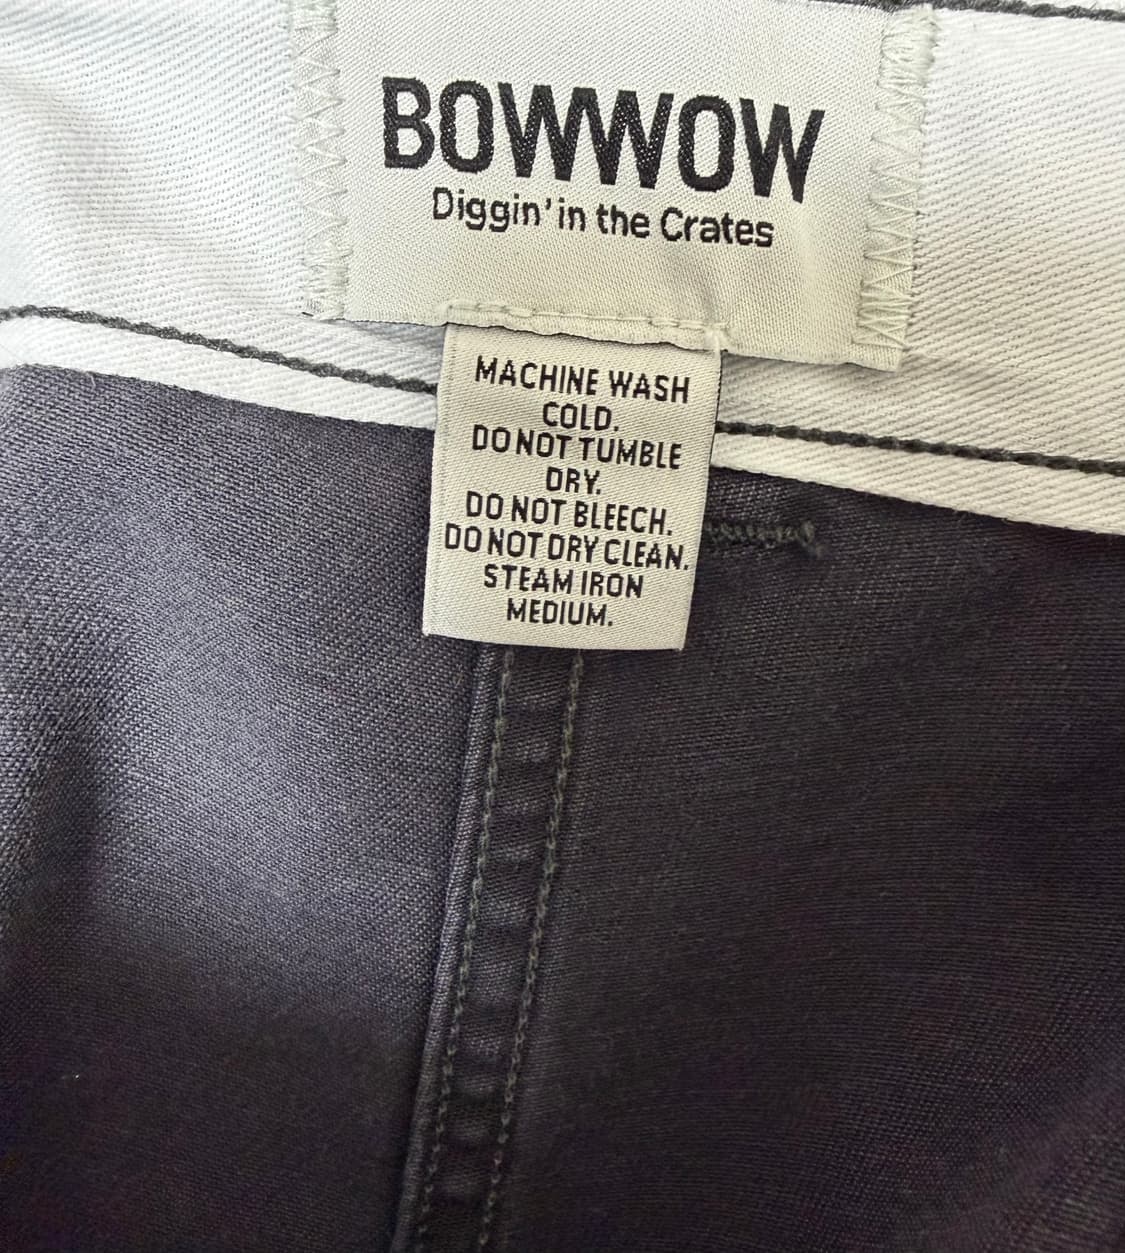 BOWWOW
Diggin' in the Crates
MACHINE WASH
COLD.
DO NOT TUMBLE
DRY.
DO NOT BLEECH.
DO NOT DRY CLEAN.
STEAM IRON
MEDIUM.